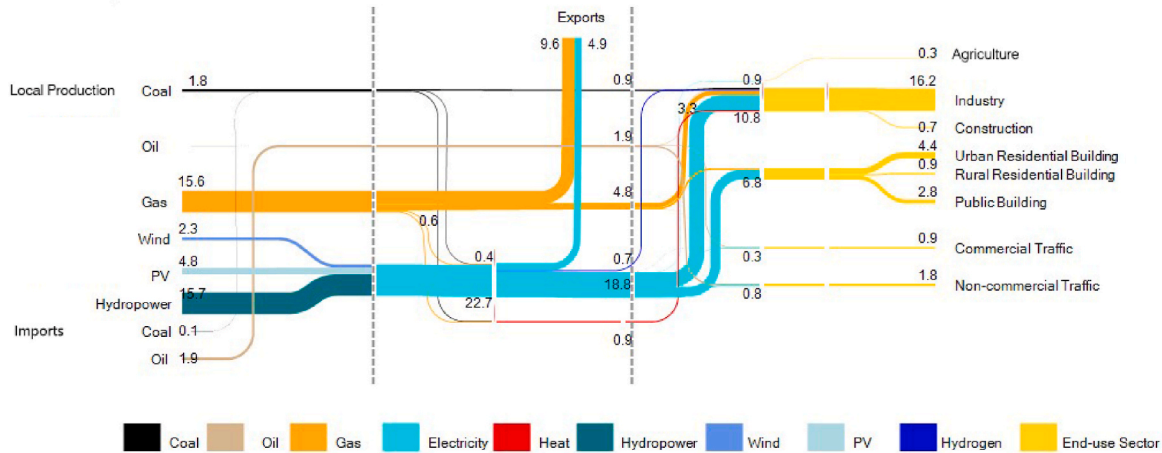 Exports
9.6 4.9
0.3 Agriculture
Local Production Coal 1.8 0.9 0.9 16.2
Industry
3.3 10.8
0.7 Construction
Oil 1.9
4.4 Urban Residential Building
0.9 Rural Residential Building
15.6 4.8 6.8
Gas 2.8 Public Building
0.6
Wind 2.3
0.9 Commercial Traffic
PV 4.8 0.4 0.7 0.3
1.8 Non-commercial Traffic
Hydropower 15.7 22.7 18.8 0.8
Imports Coal 0.1
0.9
Oil 1.9
Coal Oil Gas Electricity Heat Hydropower Wind PV Hydrogen End-use Sector